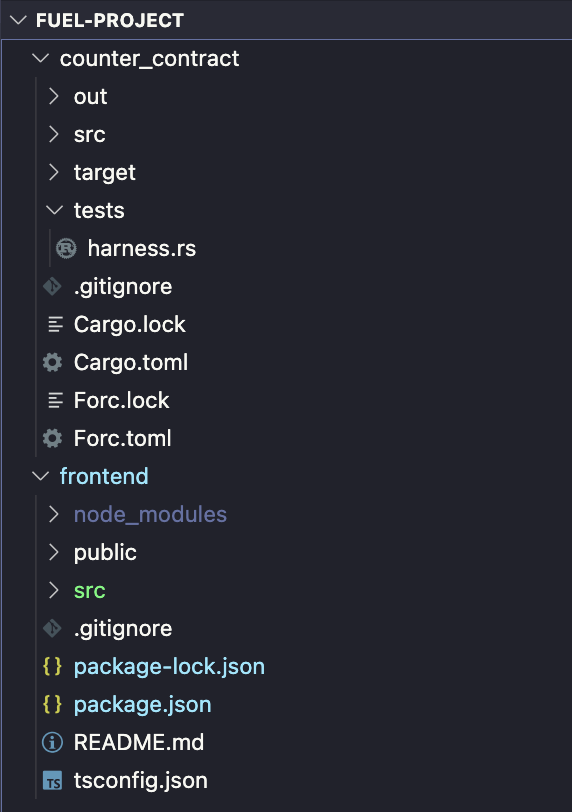 FUEL-PROJECT
counter_contract
out
src
target
tests
harness.rs
.gitignore
Cargo.lock
Cargo.toml
Forc.lock
Forc.toml
frontend
node_modules
public
src
.gitignore
{} package-lock.json
{} package.json
README.md
TS tsconfig.json